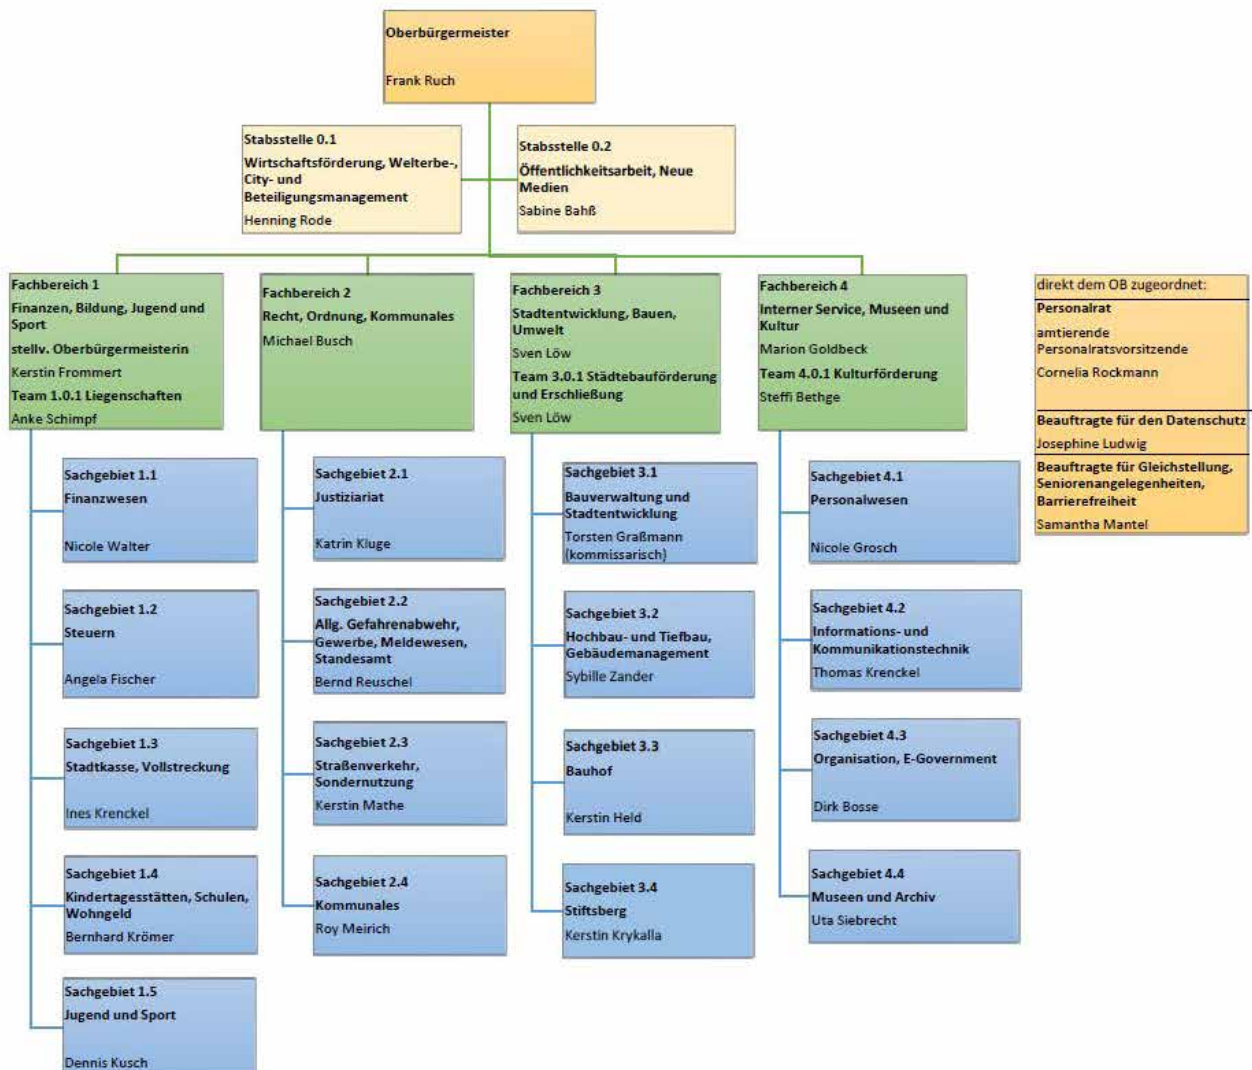 Oberbürgermeister
Frank Ruch
Stabsstelle 0.1
Wirtschaftsförderung, Welterbe-,
City- und
Beteiligungsmanagement
Henning Rode
Stabsstelle 0.2
Öffentlichkeitsarbeit, Neue
Medien
Sabine Bahß
Fachbereich 1
Finanzen, Bildung, Jugend und
Sport
stellv. Oberbürgermeisterin
Kerstin Frommert
Team 1.0.1 Liegenschaften
Anke Schimpf
Fachbereich 2
Recht, Ordnung, Kommunales
Michael Busch
Fachbereich 3
Stadtentwicklung, Bauen,
Umwelt
Sven Löw
Team 3.0.1 Städtebauförderung
und Erschließung
Sven Löw
Fachbereich 4
Interner Service, Museen und
Kultur
Marion Goldbeck
Team 4.0.1 Kulturförderung
Steffi Bethge
direkt dem OB zugeordnet:
Personalrat
amtierende
Personalratsvorsitzende
Cornelia Rockmann
Beauftragte für den Datenschutz
Josephine Ludwig
Beauftragte für Gleichstellung,
Seniorenangelegenheiten,
Barrierefreiheit
Samantha Mantel
Sachgebiet 1.1
Finanzwesen
Nicole Walter
Sachgebiet 1.2
Steuern
Angela Fischer
Sachgebiet 1.3
Stadtkasse, Vollstreckung
Ines Krenckel
Sachgebiet 1.4
Kindertagesstätten, Schulen,
Wohngeld
Bernhard Krömer
Sachgebiet 1.5
Jugend und Sport
Dennis Kusch
Sachgebiet 2.1
Justiziariat
Katrin Kluge
Sachgebiet 2.2
Allg. Gefahrenabwehr,
Gewerbe, Meldewesen,
Standesamt
Bernd Reuschel
Sachgebiet 2.3
Straßenverkehr,
Sondernutzung
Kerstin Mathe
Sachgebiet 2.4
Kommunales
Roy Meirich
Sachgebiet 3.1
Bauverwaltung und
Stadtentwicklung
Torsten Graßmann
(kommissarisch)
Sachgebiet 3.2
Hochbau- und Tiefbau,
Gebäudemanagement
Sybille Zander
Sachgebiet 3.3
Bauhof
Kerstin Held
Sachgebiet 3.4
Stiftsberg
Kerstin Krykalla
Sachgebiet 4.1
Personalwesen
Nicole Grosch
Sachgebiet 4.2
Informations- und
Kommunikationstechnik
Thomas Krenckel
Sachgebiet 4.3
Organisation, E-Government
Dirk Bosse
Sachgebiet 4.4
Museen und Archiv
Uta Siebrecht